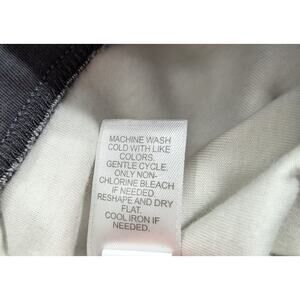 MACHINE WASH
COLD WITH LIKE
COLORS.
GENTLE CYCLE.
ONLY NON-
CHLORINE BLEACH
IF NEEDED.
RESHAPE AND DRY
FLAT.
COOL IRON IF
NEEDED.